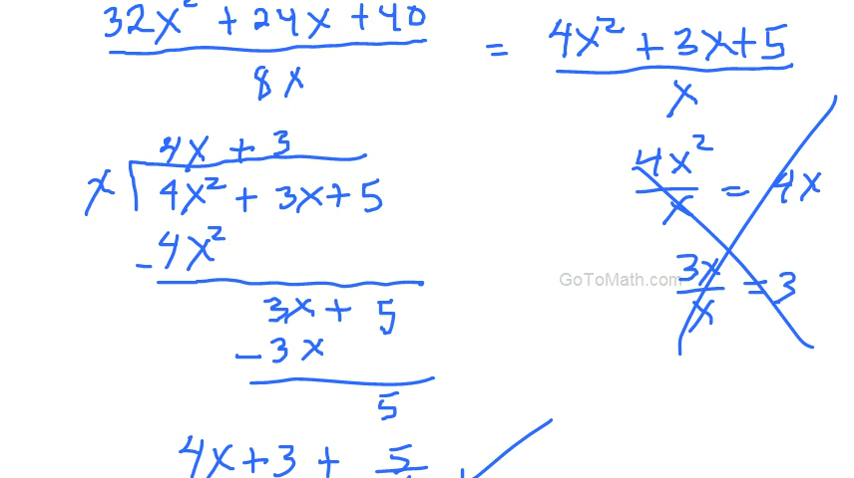 32x² + 24x + 40 / 8x = 4x² + 3x + 5 / x
4x + 3
x 4x² + 3x + 5
- 4x²
3x + 5
- 3x
5
4x + 3 + 5
4x² / x = 4x
3x / x = 3
GoToMath.com